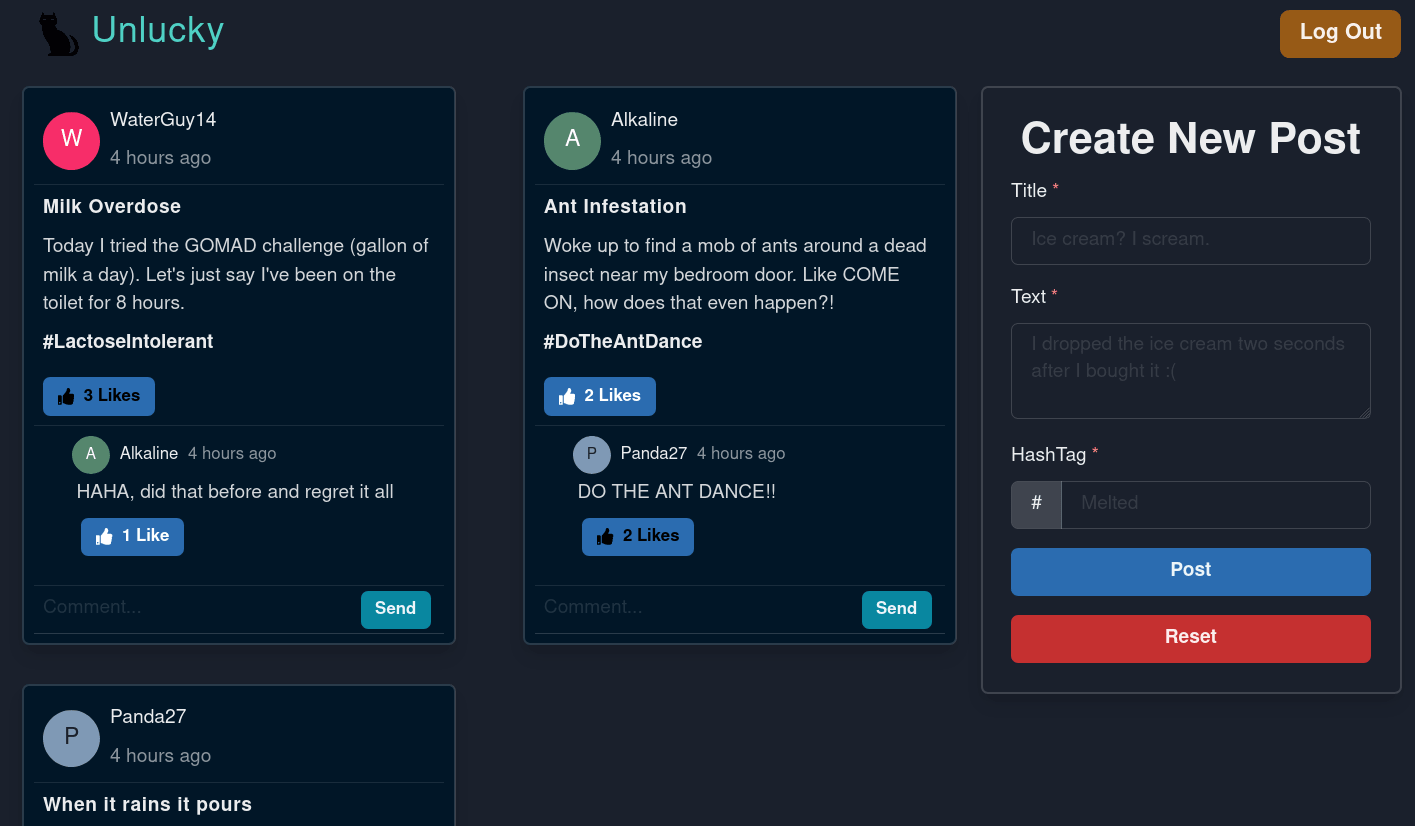 Unlucky
Log Out
W
WaterGuy14
4 hours ago
Milk Overdose
Today I tried the GOMAD challenge (gallon of
milk a day). Let's just say I've been on the
toilet for 8 hours.
#LactoseIntolerant
3 Likes
A
Alkaline 4 hours ago
HAHA, did that before and regret it all
1 Like
Comment...
Send
A
Alkaline
4 hours ago
Ant Infestation
Woke up to find a mob of ants around a dead
insect near my bedroom door. Like COME
ON, how does that even happen?!
#DoTheAntDance
2 Likes
P
Panda27 4 hours ago
DO THE ANT DANCE!!
2 Likes
Comment...
Send
P
Panda27
4 hours ago
When it rains it pours
Create New Post
Title *
Ice cream? I scream.
Text *
I dropped the ice cream two seconds
after I bought it :(
HashTag *
# Melted
Post
Reset